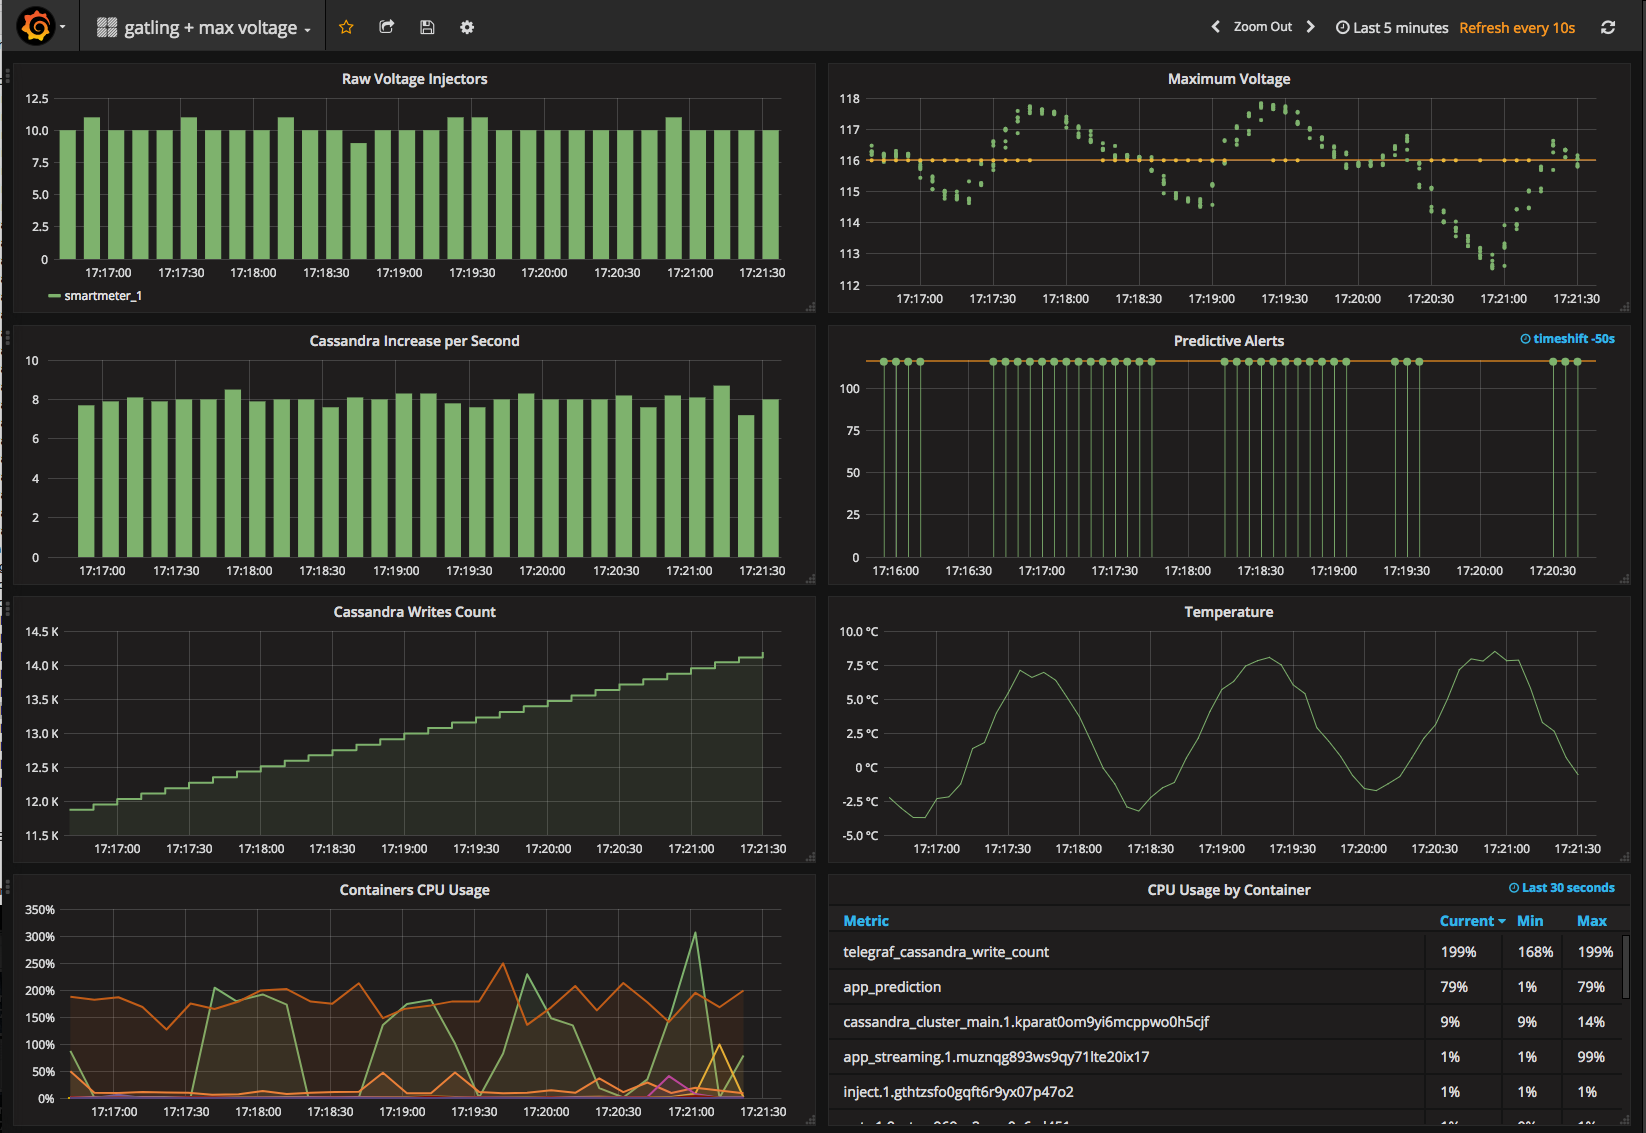 gatling + max voltage
Zoom Out
Last 5 minutes
Refresh every 10s
Raw Voltage Injectors
12.5
10.0
7.5
5.0
2.5
0
17:17:00 17:17:30 17:18:00 17:18:30 17:19:00 17:19:30 17:20:00 17:20:30 17:21:00 17:21:30
smartmeter_1
Maximum Voltage
118
117
116
115
114
113
112
17:17:00 17:17:30 17:18:00 17:18:30 17:19:00 17:19:30 17:20:00 17:20:30 17:21:00 17:21:30
Cassandra Increase per Second
10
8
6
4
2
0
17:17:00 17:17:30 17:18:00 17:18:30 17:19:00 17:19:30 17:20:00 17:20:30 17:21:00 17:21:30
Predictive Alerts
timeshift -50s
100
75
50
25
0
17:16:00 17:16:30 17:17:00 17:17:30 17:18:00 17:18:30 17:19:00 17:19:30 17:20:00 17:20:30
Cassandra Writes Count
14.5 K
14.0 K
13.5 K
13.0 K
12.5 K
12.0 K
11.5 K
17:17:00 17:17:30 17:18:00 17:18:30 17:19:00 17:19:30 17:20:00 17:20:30 17:21:00 17:21:30
Temperature
10.0 °C
7.5 °C
5.0 °C
2.5 °C
0 °C
-2.5 °C
-5.0 °C
17:17:00 17:17:30 17:18:00 17:18:30 17:19:00 17:19:30 17:20:00 17:20:30 17:21:00 17:21:30
Containers CPU Usage
350%
300%
250%
200%
150%
100%
50%
0%
17:17:00 17:17:30 17:18:00 17:18:30 17:19:00 17:19:30 17:20:00 17:20:30 17:21:00 17:21:30
CPU Usage by Container
Last 30 seconds
Metric Current Min Max
telegraf_cassandra_write_count 199% 168% 199%
app_prediction 79% 1% 79%
cassandra_cluster_main.1.kparat0om9yi6mcppwo0h5cjf 9% 9% 14%
app_streaming.1.muznqg893ws9qy71lte20ix17 1% 1% 99%
inject.1.gthtzsfo0gqft6r9yx07p47o2 1% 1% 1%